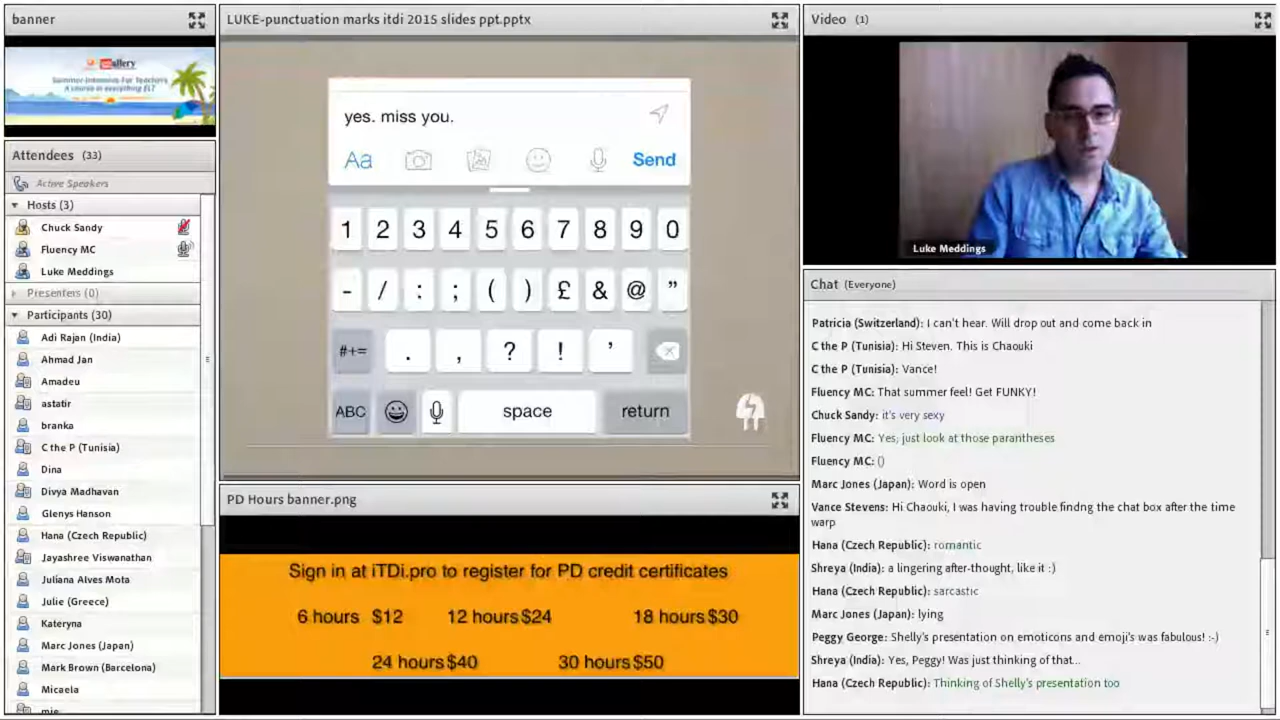 banner
Summer Intensive For Teachers
A course in everything ELT
Attendees (33)
Active Speakers
Hosts (3)
Chuck Sandy
Fluency MC
Luke Meddings
Presenters (0)
Participants (30)
Adi Rajan (India)
Ahmad Jan
Amadeu
astatir
branka
C the P (Tunisia)
Dina
Divya Madhavan
Glenys Hanson
Hana (Czech Republic)
Jayashree Viswanathan
Juliana Alves Mota
Julie (Greece)
Kateryna
Marc Jones (Japan)
Mark Brown (Barcelona)
Micaela
LUKE-punctuation marks itdi 2015 slides ppt.pptx
yes. miss you.
Aa Send
1 2 3 4 5 6 7 8 9 0
- / : ; ( ) £ & @ ”
#+= . , ? ! ’
ABC space return
PD Hours banner.png
Sign in at iTDi.pro to register for PD credit certificates
6 hours $12 12 hours $24 18 hours $30
24 hours $40 30 hours $50
Video (1)
Luke Meddings
Chat (Everyone)
Patricia (Switzerland): I can't hear. Will drop out and come back in
C the P (Tunisia): Hi Steven. This is Chaouki
C the P (Tunisia): Vance!
Fluency MC: That summer feel! Get FUNKY!
Chuck Sandy: it's very sexy
Fluency MC: Yes, just look at those parantheses
Fluency MC: ()
Marc Jones (Japan): Word is open
Vance Stevens: Hi Chaouki, I was having trouble findng the chat box after the time
warp
Hana (Czech Republic): romantic
Shreya (India): a lingering after-thought, like it :)
Hana (Czech Republic): sarcastic
Marc Jones (Japan): lying
Peggy George: Shelly's presentation on emoticons and emoji's was fabulous! :-)
Shreya (India): Yes, Peggy! Was just thinking of that...
Hana (Czech Republic): Thinking of Shelly's presentation too